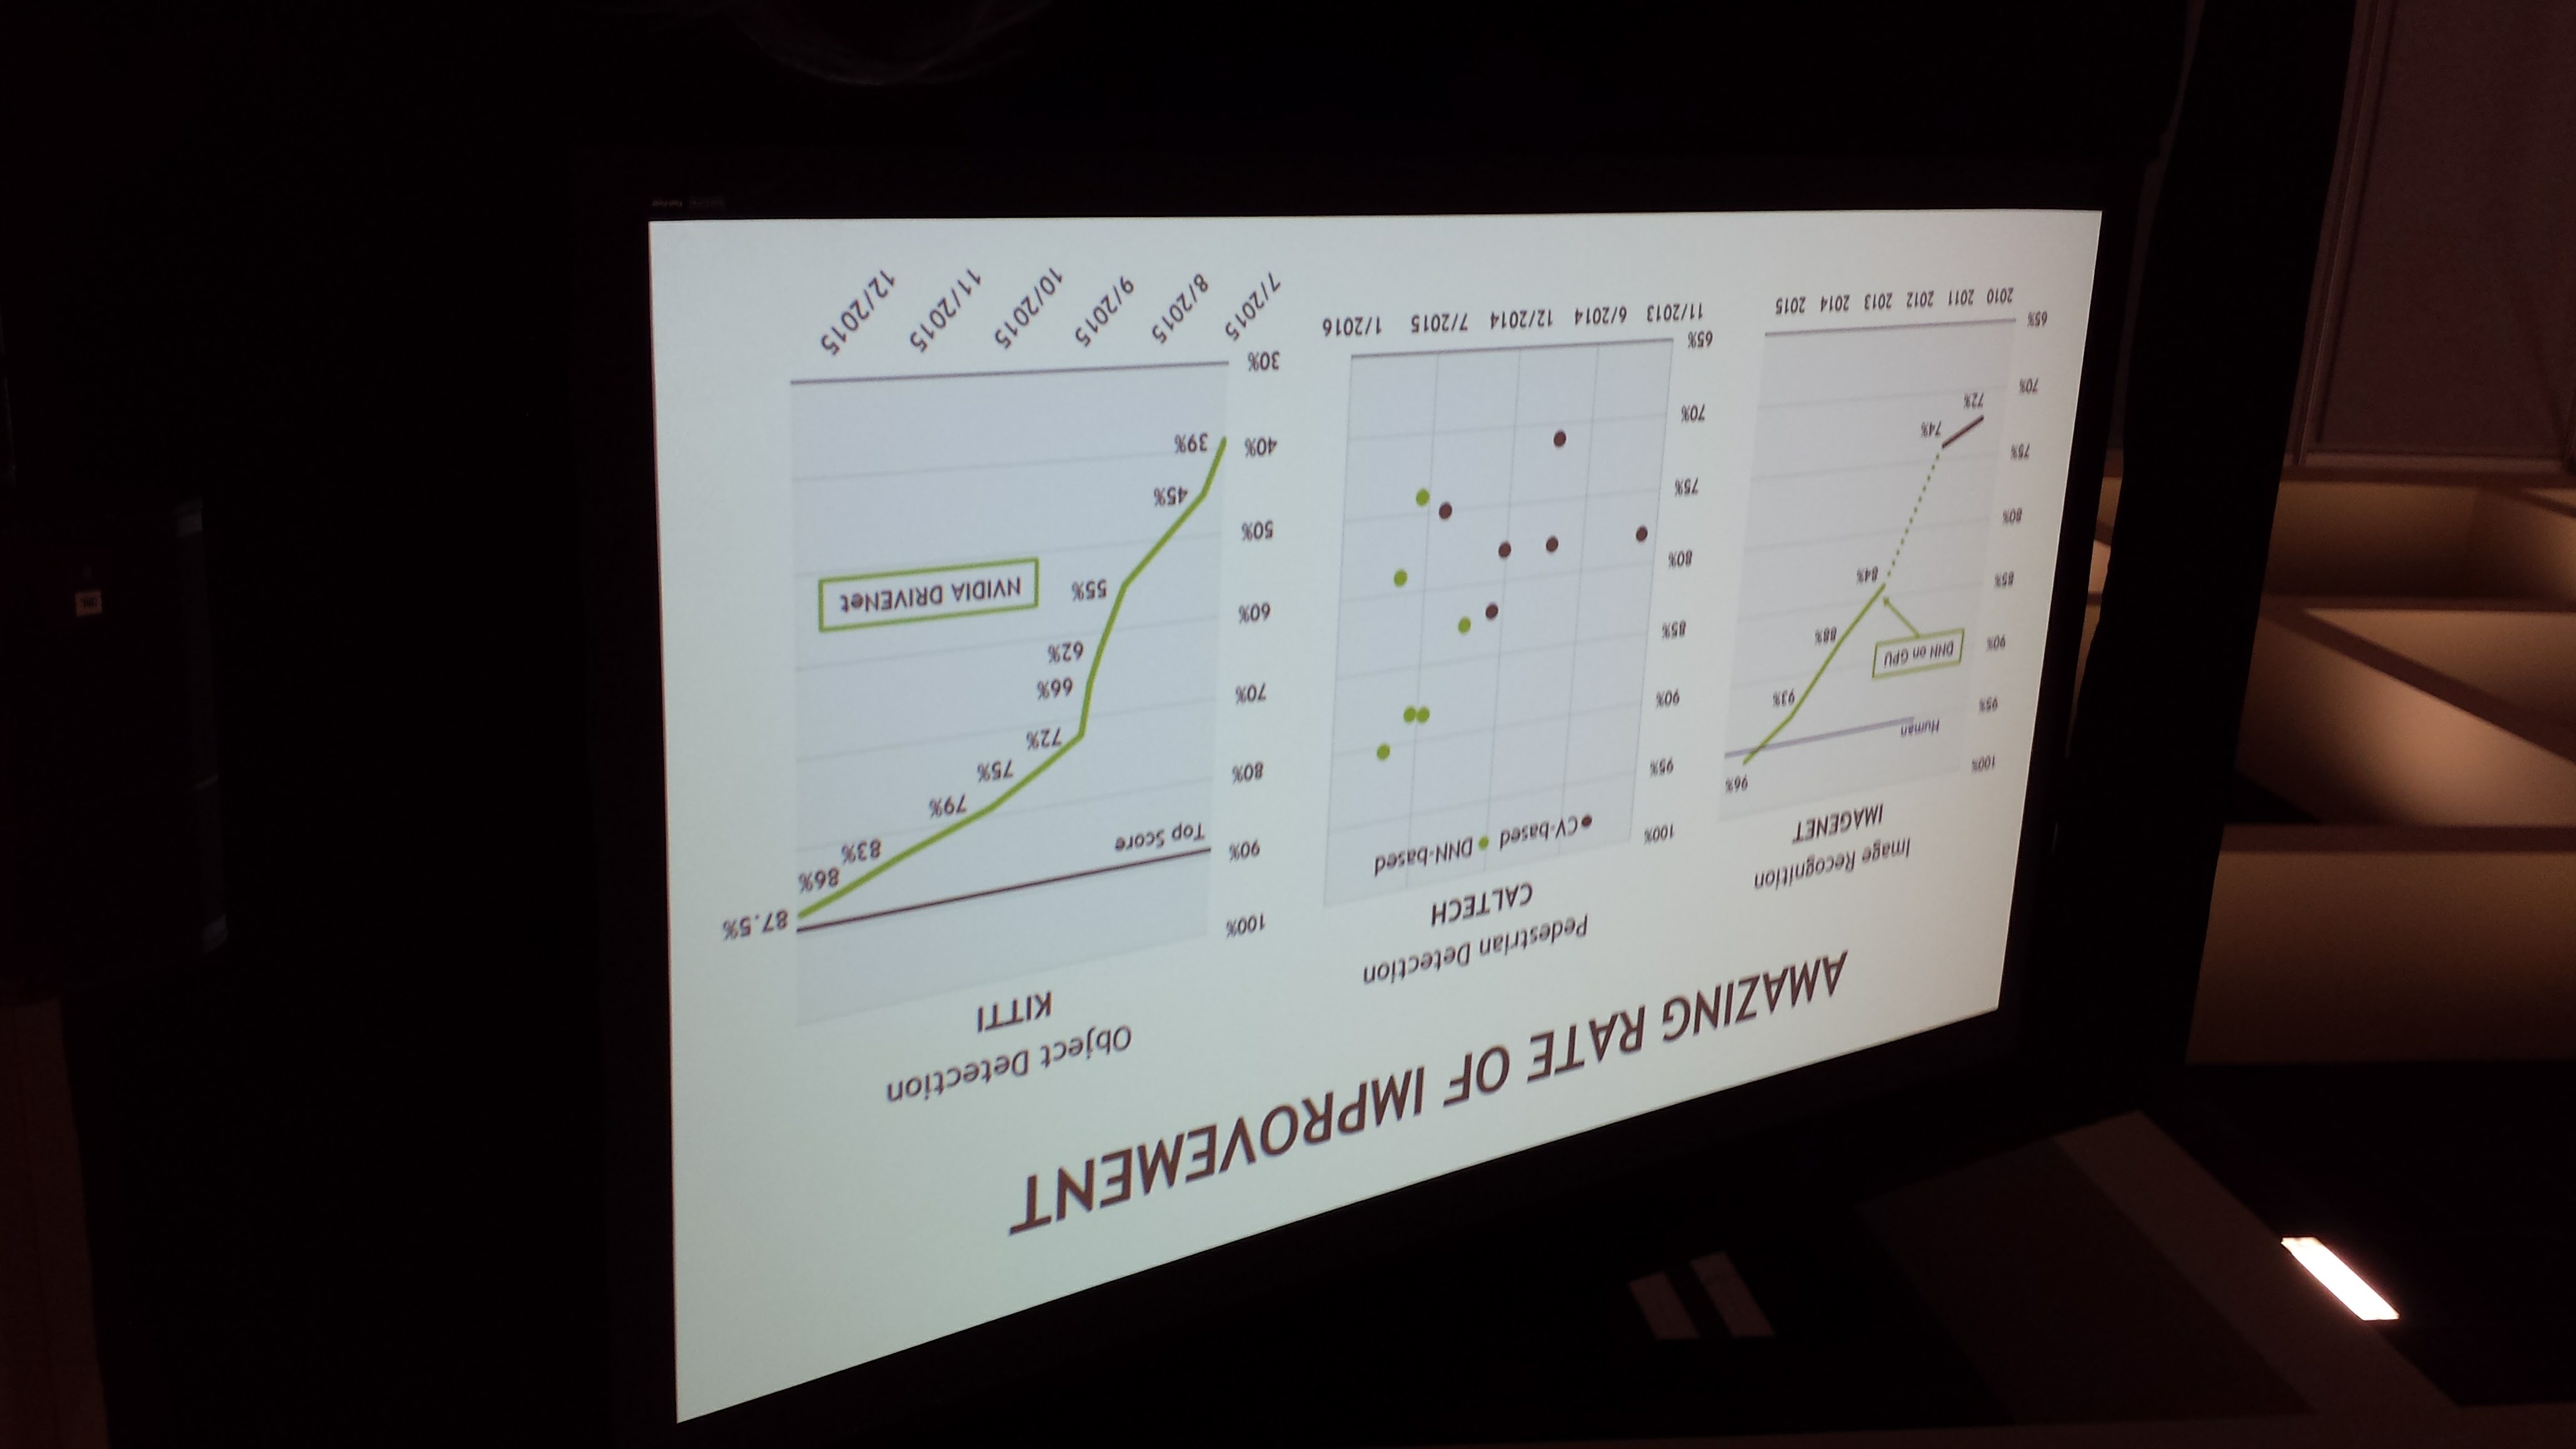 AMAZING RATE OF IMPROVEMENT
Image Recognition
IMAGENET
100%
95%
90%
85%
80%
75%
70%
65%
Human
DNN on GPU
96%
93%
88%
84%
74%
72%
2010 2011 2012 2013 2014 2015
Pedestrian Detection
CALTECH
CV-based DNN-based
100%
95%
90%
85%
80%
75%
70%
65%
11/2013 6/2014 12/2014 7/2015 1/2016
Object Detection
KITTI
100%
90%
80%
70%
60%
50%
40%
30%
Top Score
87.5%
86%
83%
79%
75%
72%
66%
62%
55%
45%
39%
NVIDIA DRIVENet
7/2015 8/2015 9/2015 10/2015 11/2015 12/2015
JBL